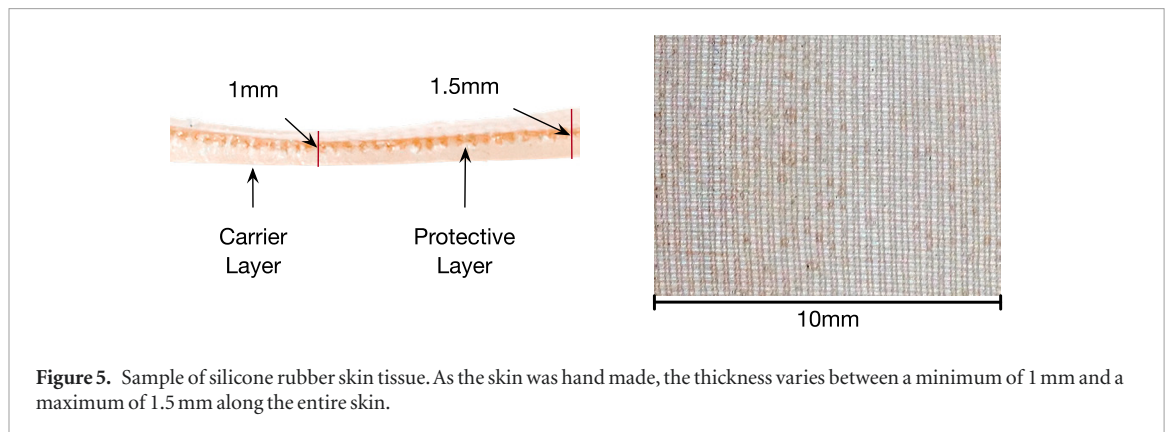 1mm
1.5mm
Carrier
Layer
Protective
Layer
10mm
Figure 5. Sample of silicone rubber skin tissue. As the skin was hand made, the thickness varies between a minimum of 1 mm and a
maximum of 1.5 mm along the entire skin.